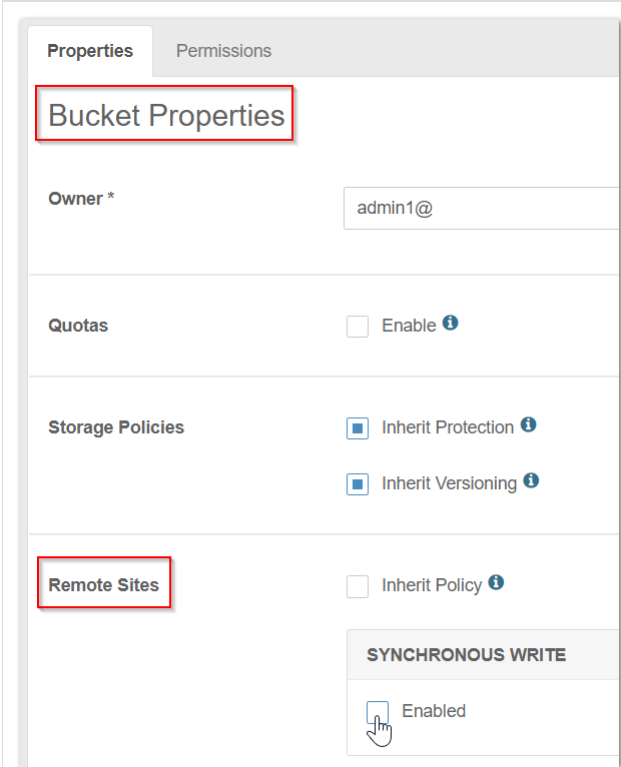 Properties Permissions
Bucket Properties
Owner * admin1@
Quotas Enable
Storage Policies Inherit Protection
Inherit Versioning
Remote Sites Inherit Policy
SYNCHRONOUS WRITE
Enabled